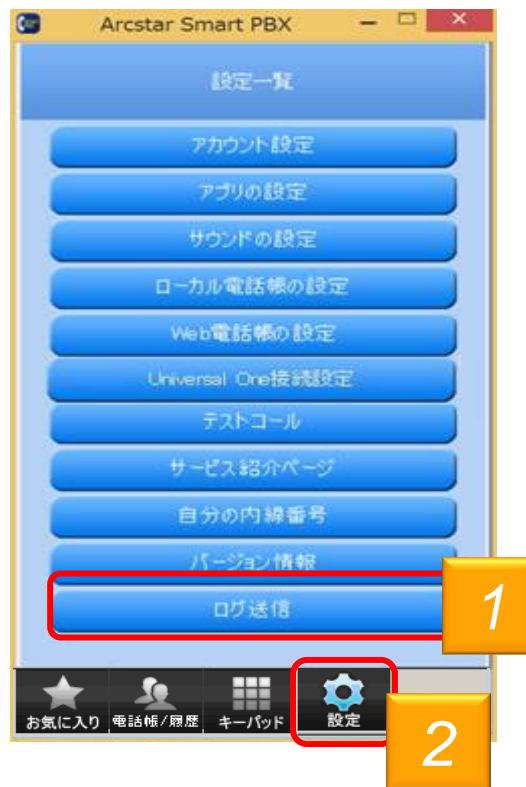 Arcstar Smart PBX
設定一覧
アカウント設定
アプリの設定
サウンドの設定
ローカル電話帳の設定
Web電話帳の設定
Universal One接続設定
テストコール
サービス紹介ページ
自分の内線番号
バージョン情報
ログ送信
1
お気に入り 電話帳/履歴 キーパッド 設定
2